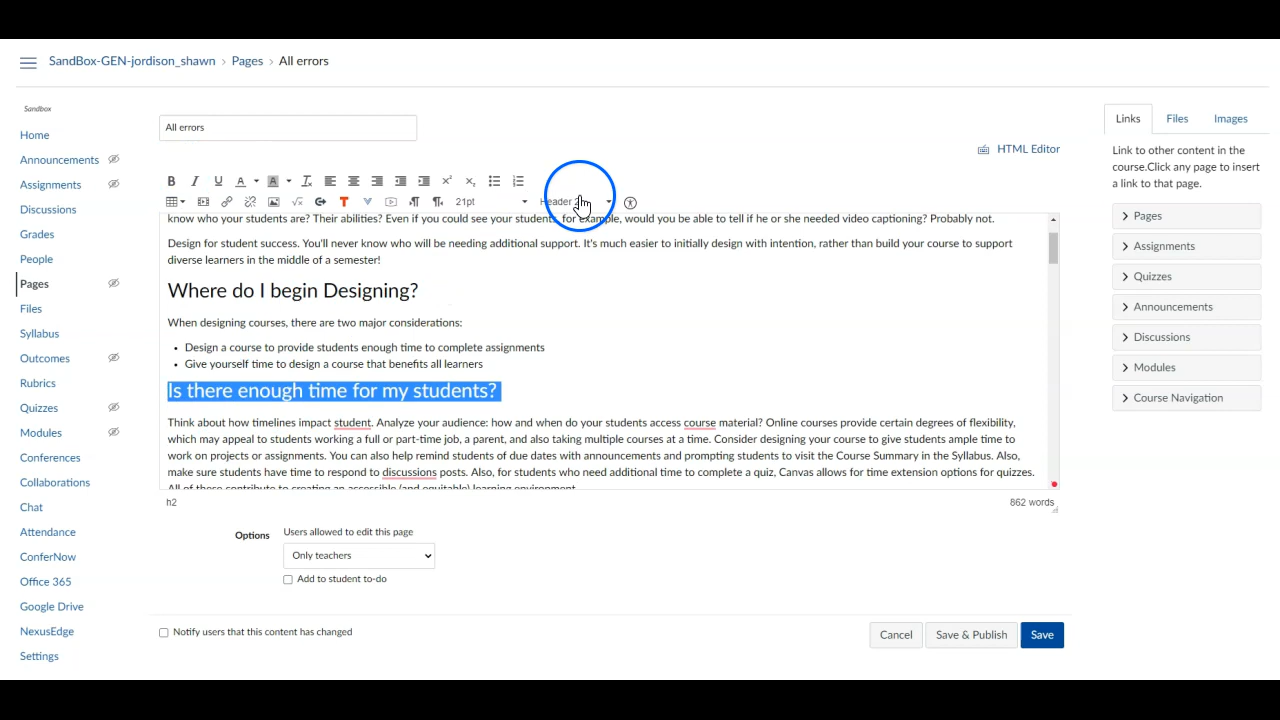 SandBox-GEN-jordison_shawn › Pages › All errors
Sandbox
Home
Announcements
Assignments
Discussions
Grades
People
Pages
Files
Syllabus
Outcomes
Rubrics
Quizzes
Modules
Conferences
Collaborations
Chat
Attendance
ConferNow
Office 365
Google Drive
NexusEdge
Settings
All errors
HTML Editor
21pt
Header
know who your students are? Their abilities? Even if you could see your students, for example, would you be able to tell if he or she needed video captioning? Probably not.
Design for student success. You'll never know who will be needing additional support. It's much easier to initially design with intention, rather than build your course to support
diverse learners in the middle of a semester!
Where do I begin Designing?
When designing courses, there are two major considerations:
• Design a course to provide students enough time to complete assignments
• Give yourself time to design a course that benefits all learners
Is there enough time for my students?
Think about how timelines impact student. Analyze your audience: how and when do your students access course material? Online courses provide certain degrees of flexibility,
which may appeal to students working a full or part-time job, a parent, and also taking multiple courses at a time. Consider designing your course to give students ample time to
work on projects or assignments. You can also help remind students of due dates with announcements and prompting students to visit the Course Summary in the Syllabus. Also,
make sure students have time to respond to discussions posts. Also, for students who need additional time to complete a quiz, Canvas allows for time extension options for quizzes.
All of these contribute to creating an accessible (and equitable) learning environment.
h2
862 words
Options
Users allowed to edit this page
Only teachers
Add to student to-do
Notify users that this content has changed
Cancel
Save & Publish
Save
Links
Files
Images
Link to other content in the
course.Click any page to insert
a link to that page.
Pages
Assignments
Quizzes
Announcements
Discussions
Modules
Course Navigation